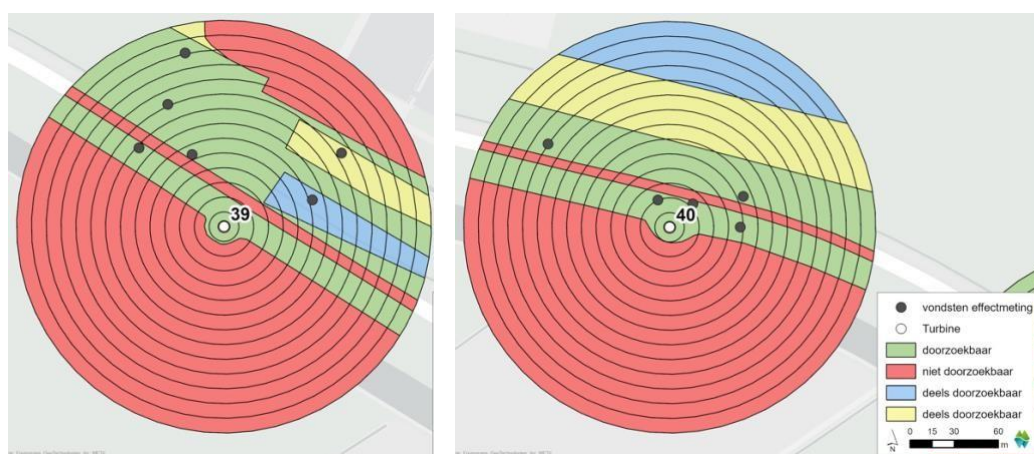 39
40
vondsten effectmeting
Turbine
doorzoekbaar
niet doorzoekbaar
deels doorzoekbaar
deels doorzoekbaar
0 15 30 60
m
N